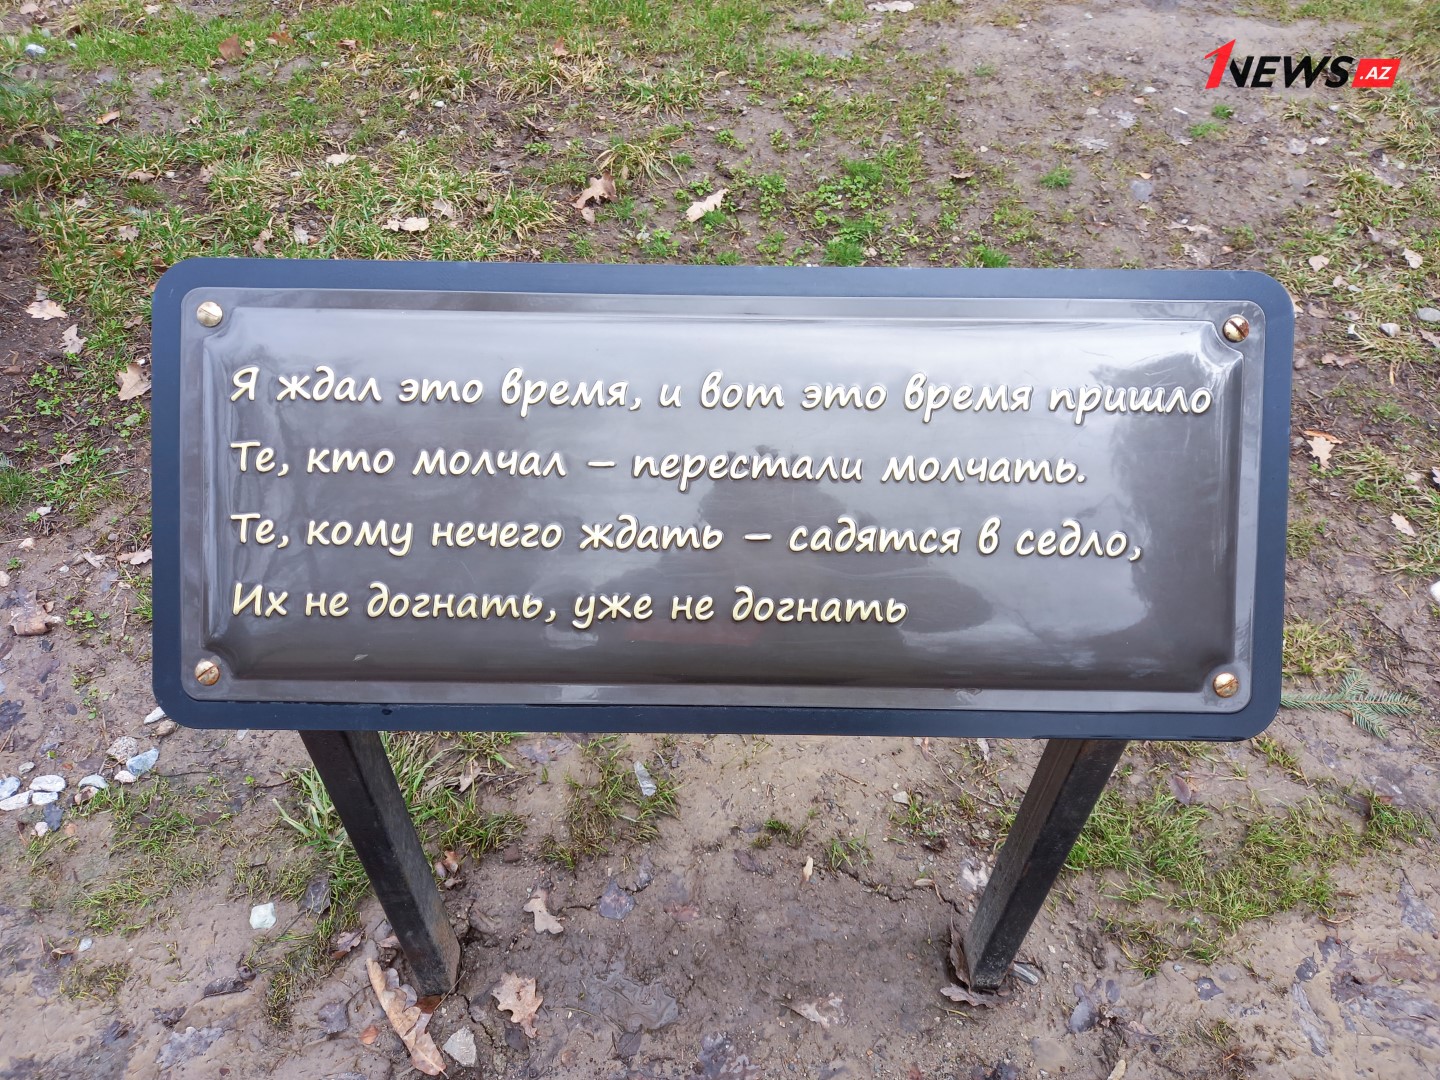 1NEWS.AZ
Я ждал это время, и вот это время пришло
Те, кто молчал – перестали молчать.
Те, кому нечего ждать – садятся в седло,
Их не догнать, уже не догнать